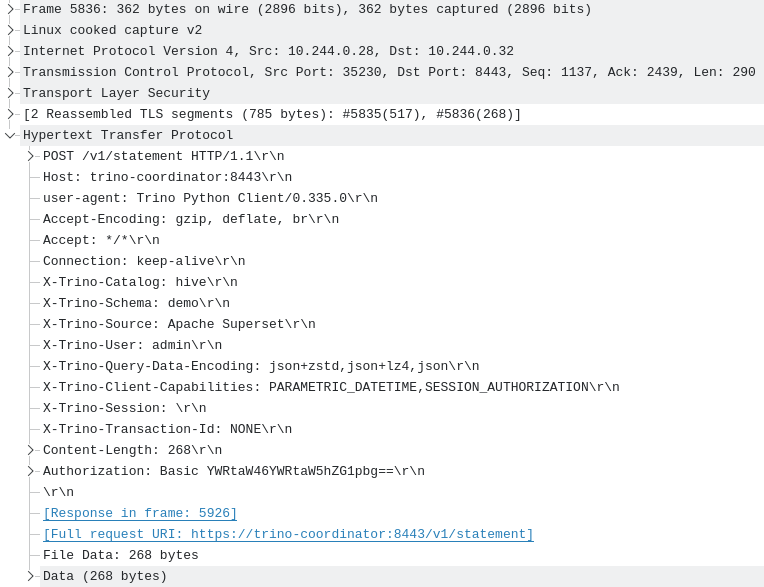 Frame 5836: 362 bytes on wire (2896 bits), 362 bytes captured (2896 bits)
Linux cooked capture v2
Internet Protocol Version 4, Src: 10.244.0.28, Dst: 10.244.0.32
Transmission Control Protocol, Src Port: 35230, Dst Port: 8443, Seq: 1137, Ack: 2439, Len: 290
Transport Layer Security
[2 Reassembled TLS segments (785 bytes): #5835(517), #5836(268)]
Hypertext Transfer Protocol
POST /v1/statement HTTP/1.1\r\n
Host: trino-coordinator:8443\r\n
user-agent: Trino Python Client/0.335.0\r\n
Accept-Encoding: gzip, deflate, br\r\n
Accept: */*\r\n
Connection: keep-alive\r\n
X-Trino-Catalog: hive\r\n
X-Trino-Schema: demo\r\n
X-Trino-Source: Apache Superset\r\n
X-Trino-User: admin\r\n
X-Trino-Query-Data-Encoding: json+zstd,json+lz4,json\r\n
X-Trino-Client-Capabilities: PARAMETRIC_DATETIME,SESSION_AUTHORIZATION\r\n
X-Trino-Session: \r\n
X-Trino-Transaction-Id: NONE\r\n
Content-Length: 268\r\n
Authorization: Basic YWRtaW46YWRtaW5hZG1pbg==\r\n
\r\n
[Response in frame: 5926]
[Full request URI: https://trino-coordinator:8443/v1/statement]
File Data: 268 bytes
Data (268 bytes)